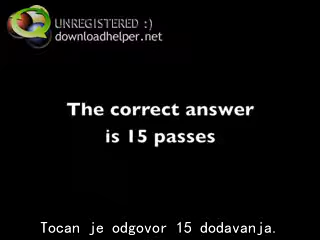 UNREGISTERED :)
downloadhelper.net
The correct answer
is 15 passes
Tocan je odgovor 15 dodavanja.